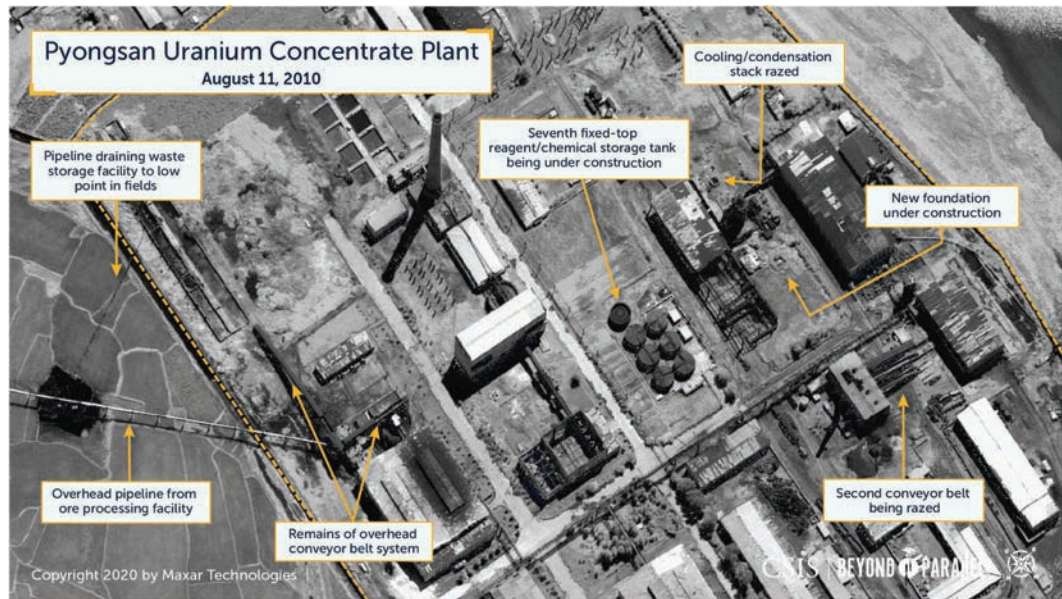 Pyongsan Uranium Concentrate Plant
August 11, 2010
Cooling/condensation
stack razed
Pipeline draining waste
storage facility to low
point in fields
Seventh fixed-top
reagent/chemical storage tank
being under construction
New foundation
under construction
Overhead pipeline from
ore processing facility
Remains of overhead
conveyor belt system
Second conveyor belt
being razed
Copyright 2020 by Maxar Technologies
CSIS | BEYOND PARALLEL